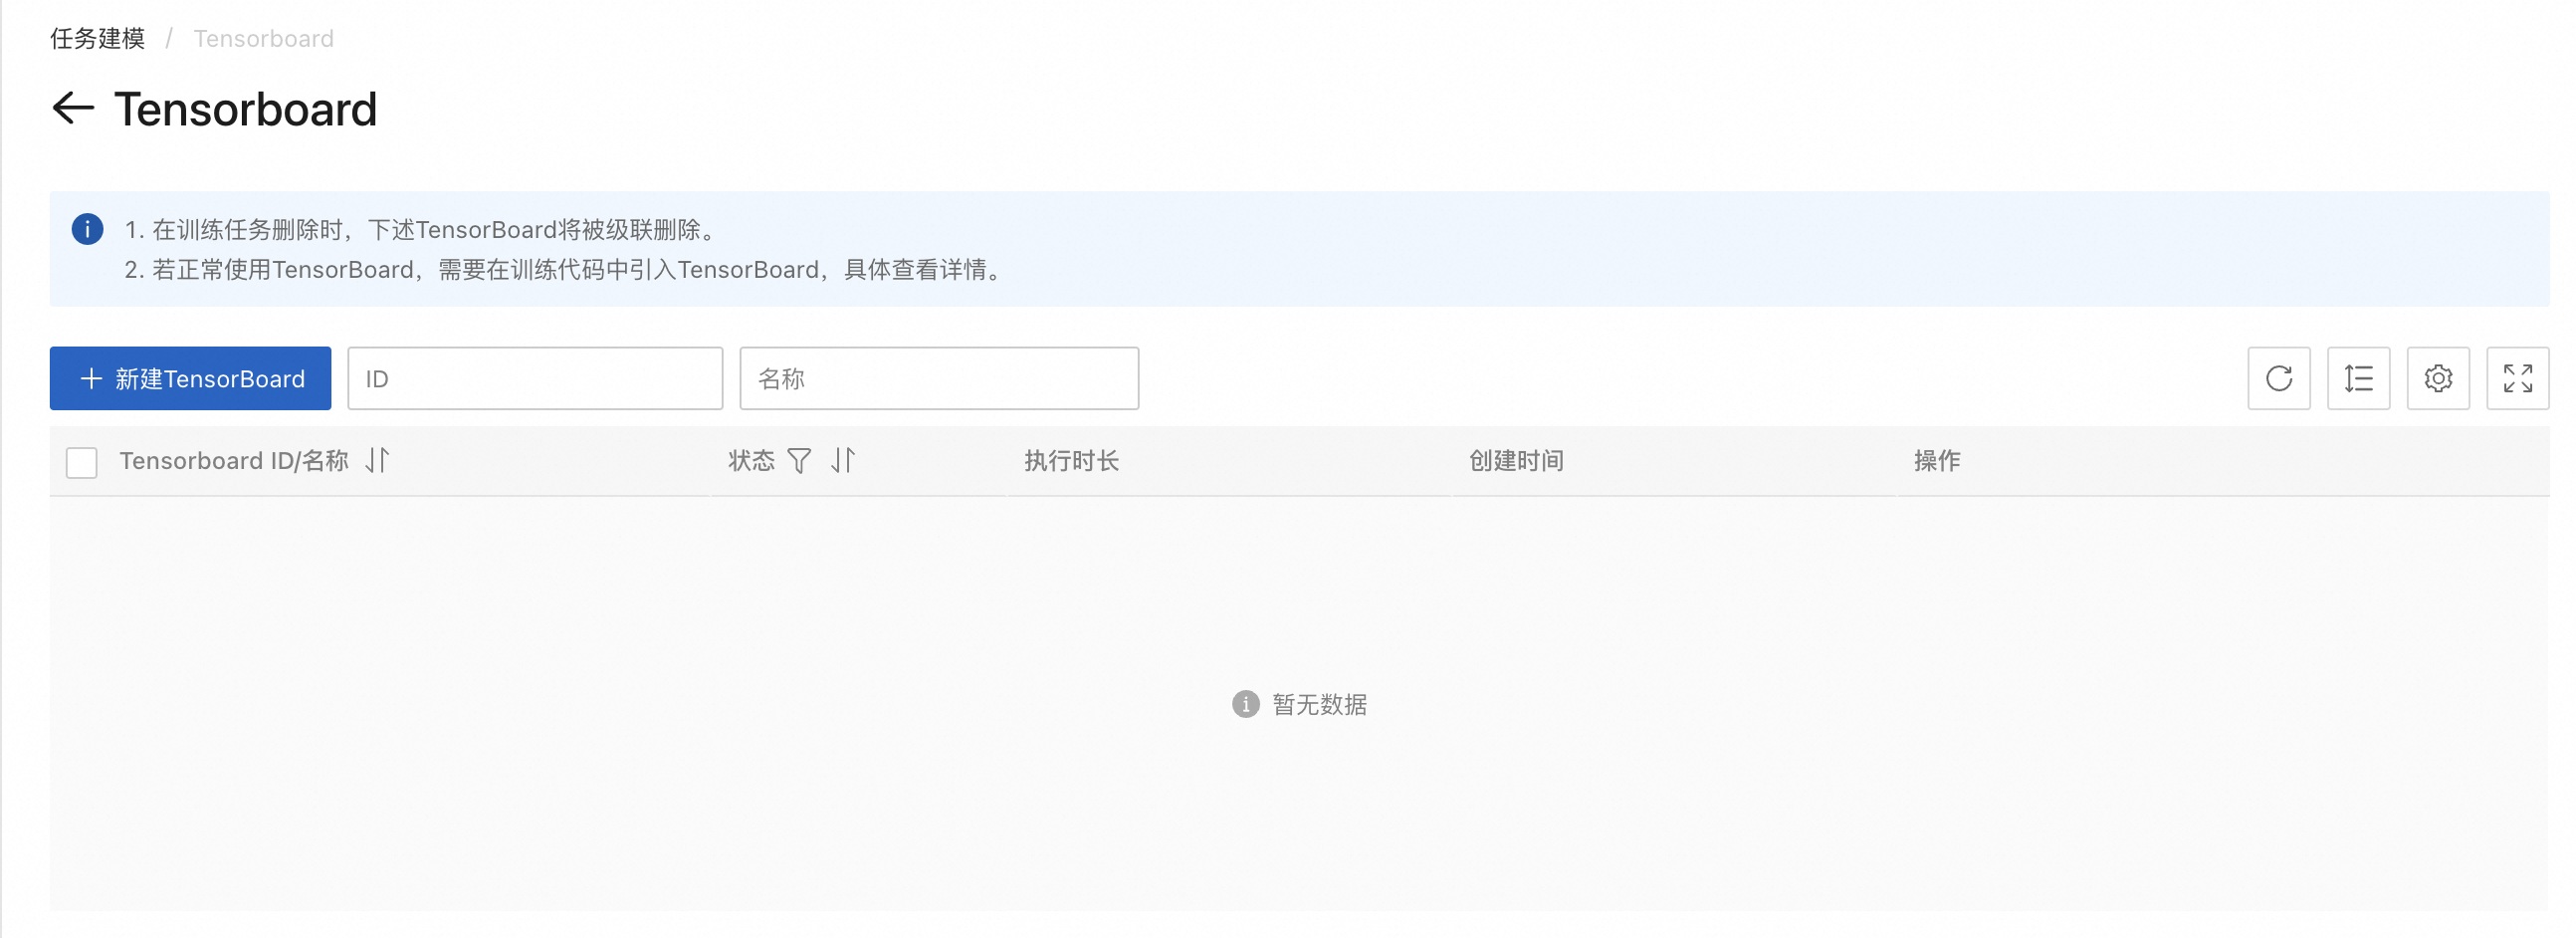 任务建模 / Tensorboard
← Tensorboard
1. 在训练任务删除时，下述TensorBoard将被级联删除。
2. 若正常使用TensorBoard，需要在训练代码中引入TensorBoard，具体查看详情。
+ 新建TensorBoard ID 名称
Tensorboard ID/名称 状态 执行时长 创建时间 操作
暂无数据